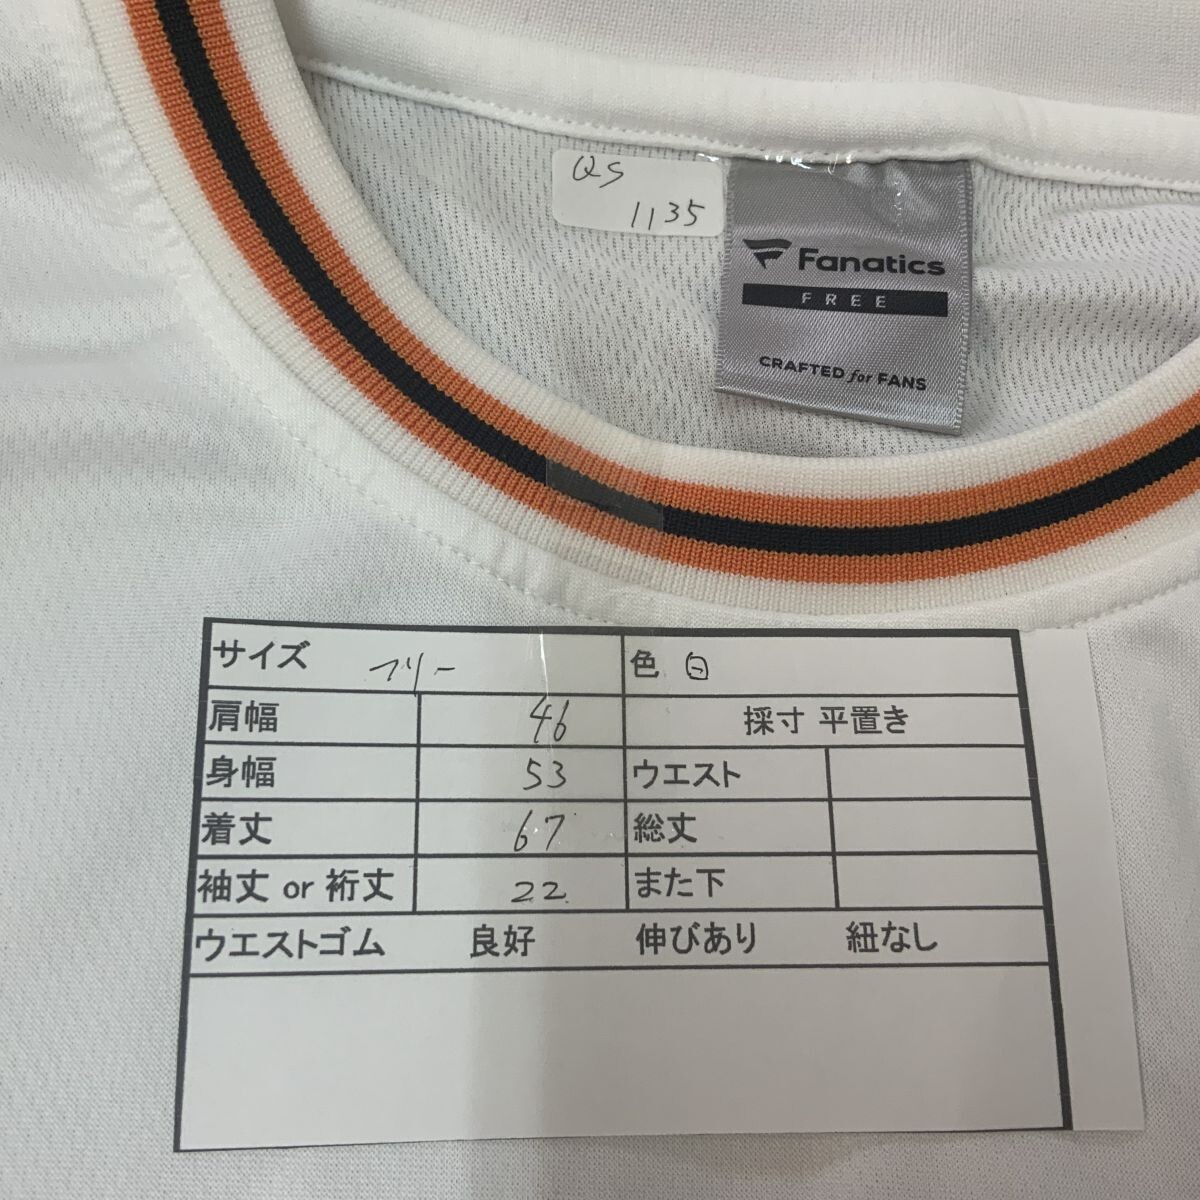 QS
1135
Fanatics
FREE
CRAFTED for FANS
サイズ フリー 色 白
肩幅 46 採寸 平置き
身幅 53 ウエスト
着丈 67 総丈
袖丈 or 裄丈 22 また下
ウエストゴム 良好 伸びあり 紐なし